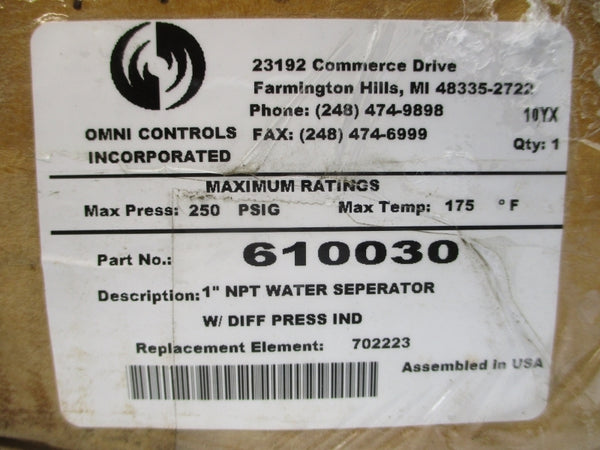 23192 Commerce Drive
Farmington Hills, MI 48335-2722
Phone: (248) 474-9898
10YX
OMNI CONTROLS FAX: (248) 474-6999
INCORPORATED
Qty: 1
MAXIMUM RATINGS
Max Press: 250 PSIG Max Temp: 175 ° F
Part No.: 610030
Description: 1" NPT WATER SEPERATOR
W/ DIFF PRESS IND
Replacement Element: 702223
Assembled in USA